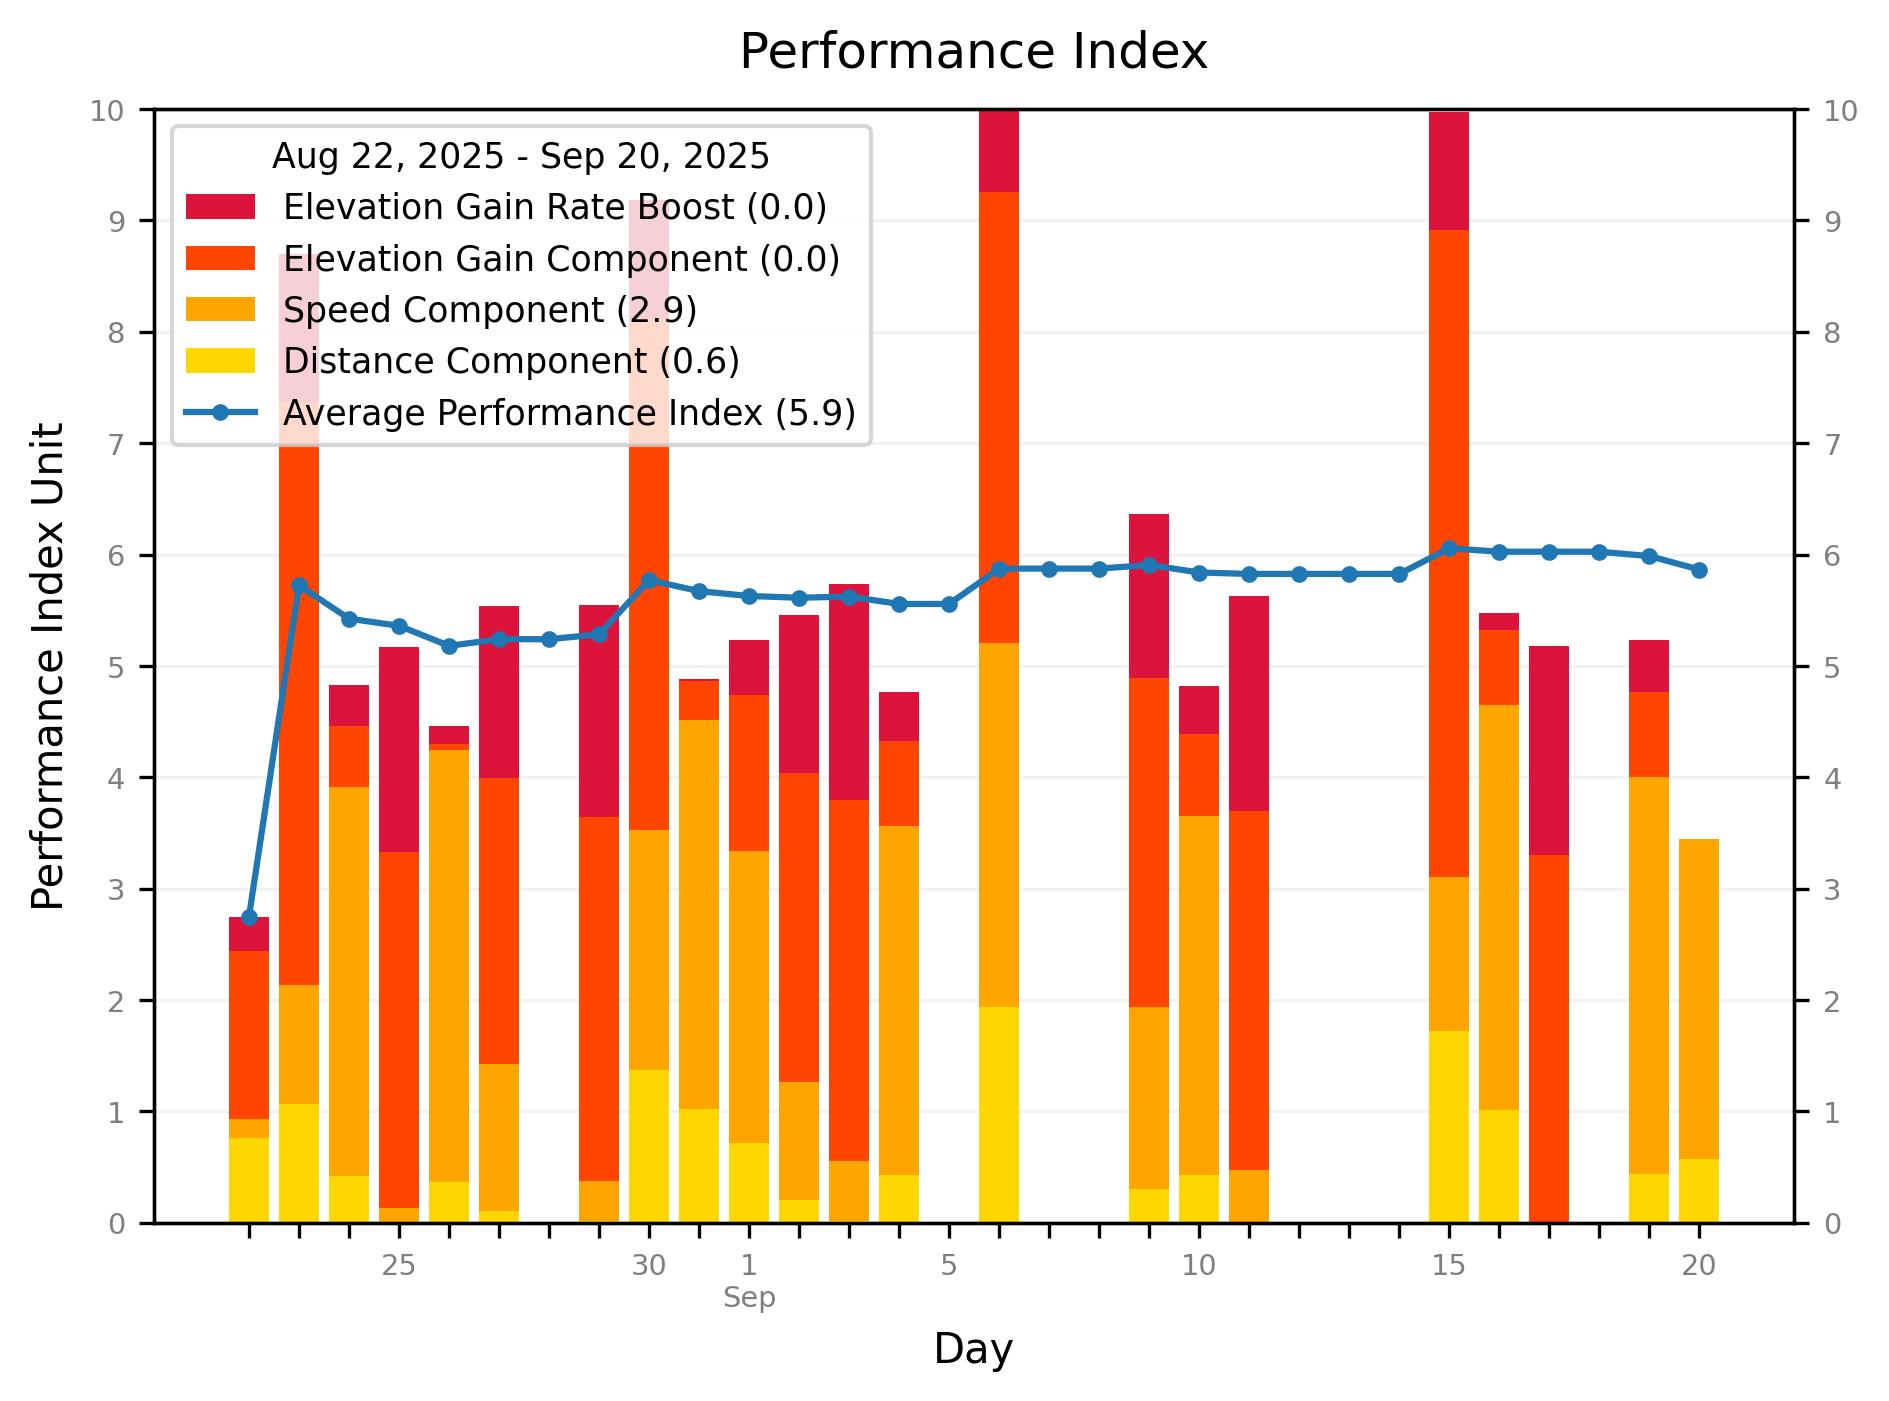 Performance Index
Aug 22, 2025 - Sep 20, 2025
Elevation Gain Rate Boost (0.0)
Elevation Gain Component (0.0)
Speed Component (2.9)
Distance Component (0.6)
Average Performance Index (5.9)
Performance Index Unit
10
9
8
7
6
5
4
3
2
1
0
10
9
8
7
6
5
4
3
2
1
0
25 30 1 5 10 15 20
Sep
Day